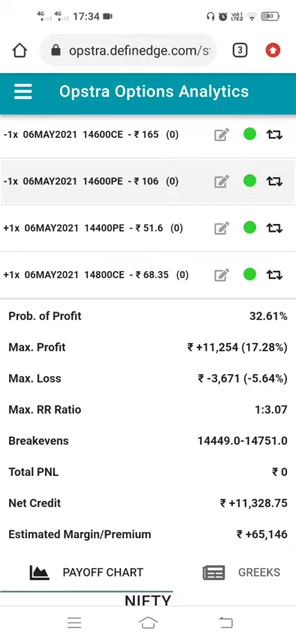 4G 4G 17:34 80
opstra.definedge.com/s 3
Opstra Options Analytics
-1x 06MAY2021 14600CE - ₹ 165 (0)
-1x 06MAY2021 14600PE - ₹ 106 (0)
+1x 06MAY2021 14400PE - ₹ 51.6 (0)
+1x 06MAY2021 14800CE - ₹ 68.35 (0)
Prob. of Profit 32.61%
Max. Profit ₹ +11,254 (17.28%)
Max. Loss ₹ -3,671 (-5.64%)
Max. RR Ratio 1:3.07
Breakevens 14449.0-14751.0
Total PNL ₹ 0
Net Credit ₹ +11,328.75
Estimated Margin/Premium ₹ +65,146
PAYOFF CHART GREEKS
NIFTY